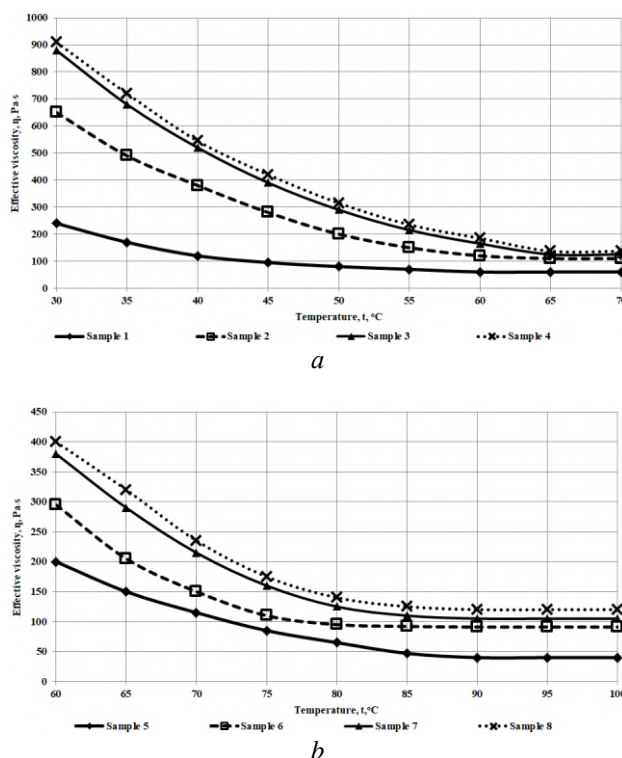 1000
900
800
700
600
500
400
300
200
100
0
Effective viscosity, η, Pa·s
30 35 40 45 50 55 60 65 70
Temperature, t, °C
Sample 1 Sample 2 Sample 3 Sample 4
a
450
400
350
300
250
200
150
100
50
0
Effective viscosity, η, Pa·s
60 65 70 75 80 85 90 95 100
Temperature, t,°C
Sample 5 Sample 6 Sample 7 Sample 8
b